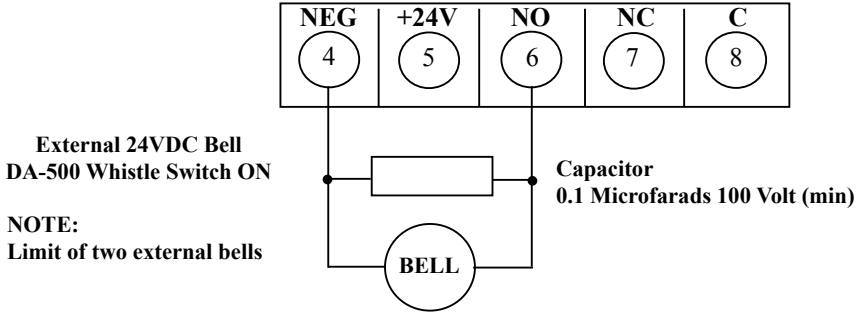 NEG +24V NO NC C
4 5 6 7 8
External 24VDC Bell
DA-500 Whistle Switch ON
Capacitor
0.1 Microfarads 100 Volt (min)
NOTE:
Limit of two external bells
BELL